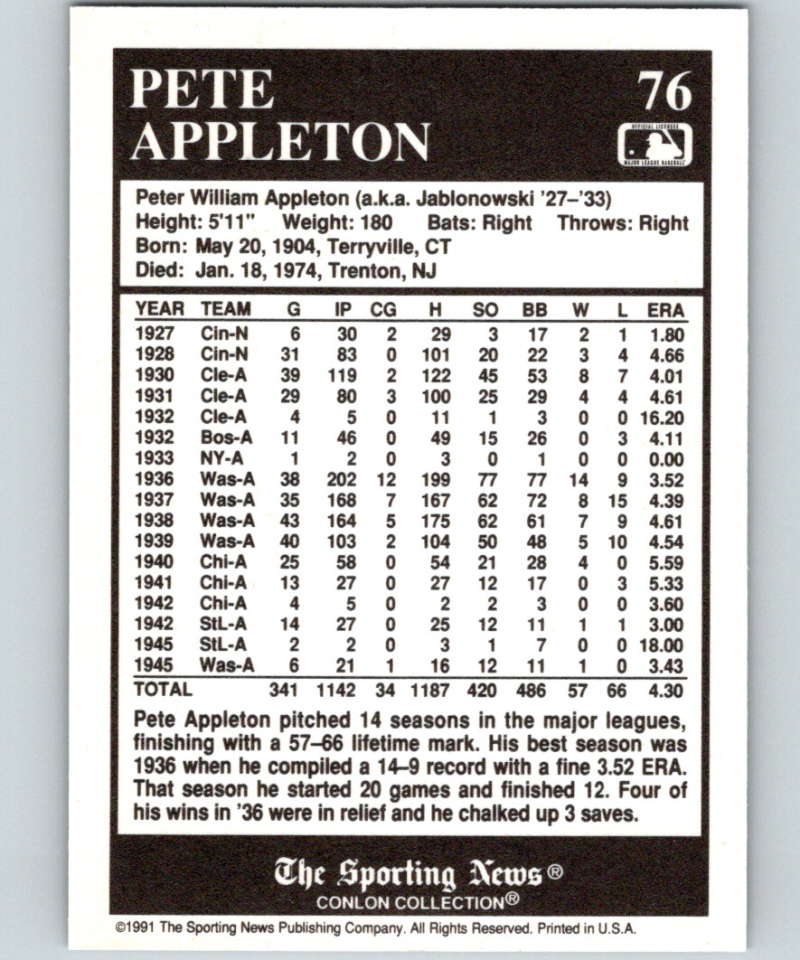 PETE 76
APPLETON
OFFICIAL LICENSEE
MAJOR LEAGUE BASEBALL
Peter William Appleton (a.k.a. Jablonowski '27–'33)
Height: 5'11" Weight: 180 Bats: Right Throws: Right
Born: May 20, 1904, Terryville, CT
Died: Jan. 18, 1974, Trenton, NJ
YEAR TEAM G IP CG H SO BB W L ERA
1927 Cin-N 6 30 2 29 3 17 2 1 1.80
1928 Cin-N 31 83 0 101 20 22 3 4 4.66
1930 Cle-A 39 119 2 122 45 53 8 7 4.01
1931 Cle-A 29 80 3 100 25 29 4 4 4.61
1932 Cle-A 4 5 0 11 1 3 0 0 16.20
1932 Bos-A 11 46 0 49 15 26 0 3 4.11
1933 NY-A 1 2 0 3 0 1 0 0 0.00
1936 Was-A 38 202 12 199 77 77 14 9 3.52
1937 Was-A 35 168 7 167 62 72 8 15 4.39
1938 Was-A 43 164 5 175 62 61 7 9 4.61
1939 Was-A 40 103 2 104 50 48 5 10 4.54
1940 Chi-A 25 58 0 54 21 28 4 0 5.59
1941 Chi-A 13 27 0 27 12 17 0 3 5.33
1942 Chi-A 4 5 0 2 2 3 0 0 3.60
1942 StL-A 14 27 0 25 12 11 1 1 3.00
1945 StL-A 2 2 0 3 1 7 0 0 18.00
1945 Was-A 6 21 1 16 12 11 1 0 3.43
TOTAL 341 1142 34 1187 420 486 57 66 4.30
Pete Appleton pitched 14 seasons in the major leagues,
finishing with a 57–66 lifetime mark. His best season was
1936 when he compiled a 14–9 record with a fine 3.52 ERA.
That season he started 20 games and finished 12. Four of
his wins in '36 were in relief and he chalked up 3 saves.
The Sporting News®
CONLON COLLECTION®
©1991 The Sporting News Publishing Company. All Rights Reserved. Printed in U.S.A.